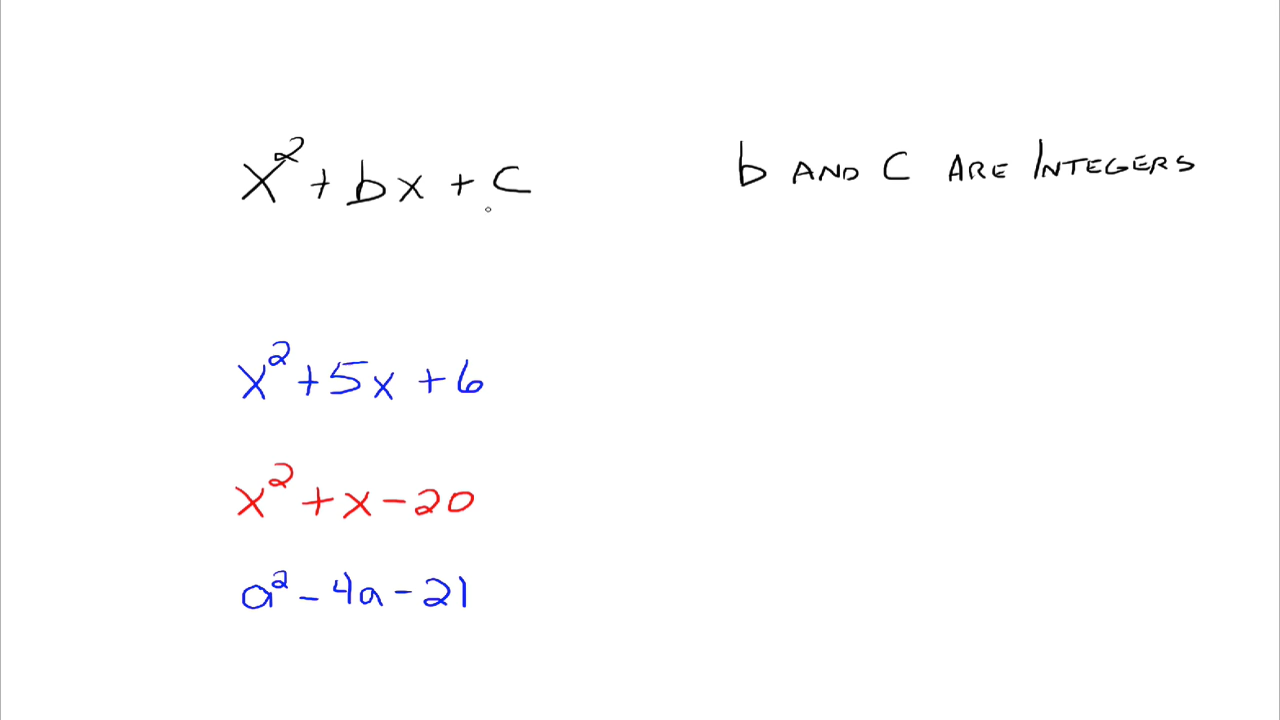 x² + bx + c
b AND C ARE INTEGERS
x² + 5x + 6
x² + x - 20
a² - 4a - 21